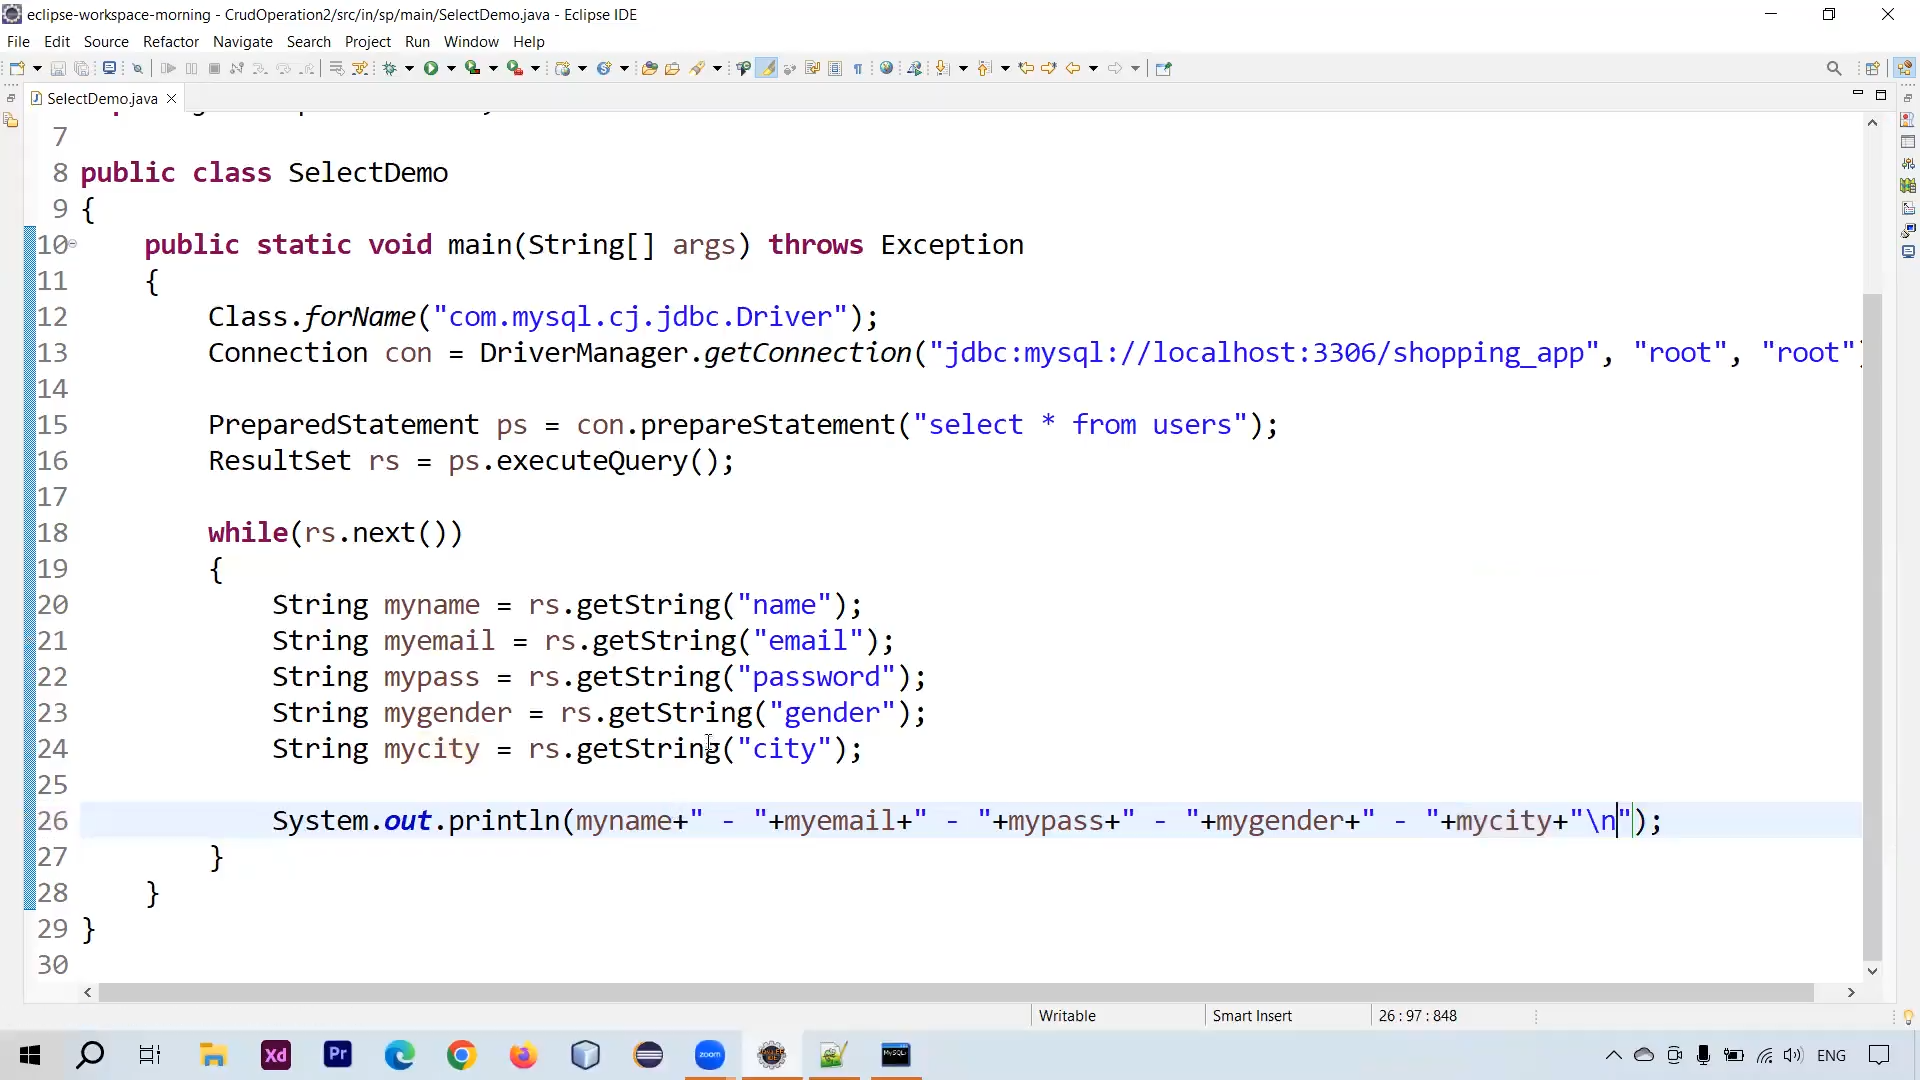 eclipse-workspace-morning - CrudOperation2/src/in/sp/main/SelectDemo.java - Eclipse IDE
File Edit Source Refactor Navigate Search Project Run Window Help
SelectDemo.java
7
8 public class SelectDemo
9 {
10 public static void main(String[] args) throws Exception
11 {
12 Class.forName("com.mysql.cj.jdbc.Driver");
13 Connection con = DriverManager.getConnection("jdbc:mysql://localhost:3306/shopping_app", "root", "root"
14
15 PreparedStatement ps = con.prepareStatement("select * from users");
16 ResultSet rs = ps.executeQuery();
17
18 while(rs.next())
19 {
20 String myname = rs.getString("name");
21 String myemail = rs.getString("email");
22 String mypass = rs.getString("password");
23 String mygender = rs.getString("gender");
24 String mycity = rs.getString("city");
25
26 System.out.println(myname+" - "+myemail+" - "+mypass+" - "+mygender+" - "+mycity+"\n");
27 }
28 }
29 }
30
Writable Smart Insert 26 : 97 : 848
Xd Pr zoom MySQL ENG